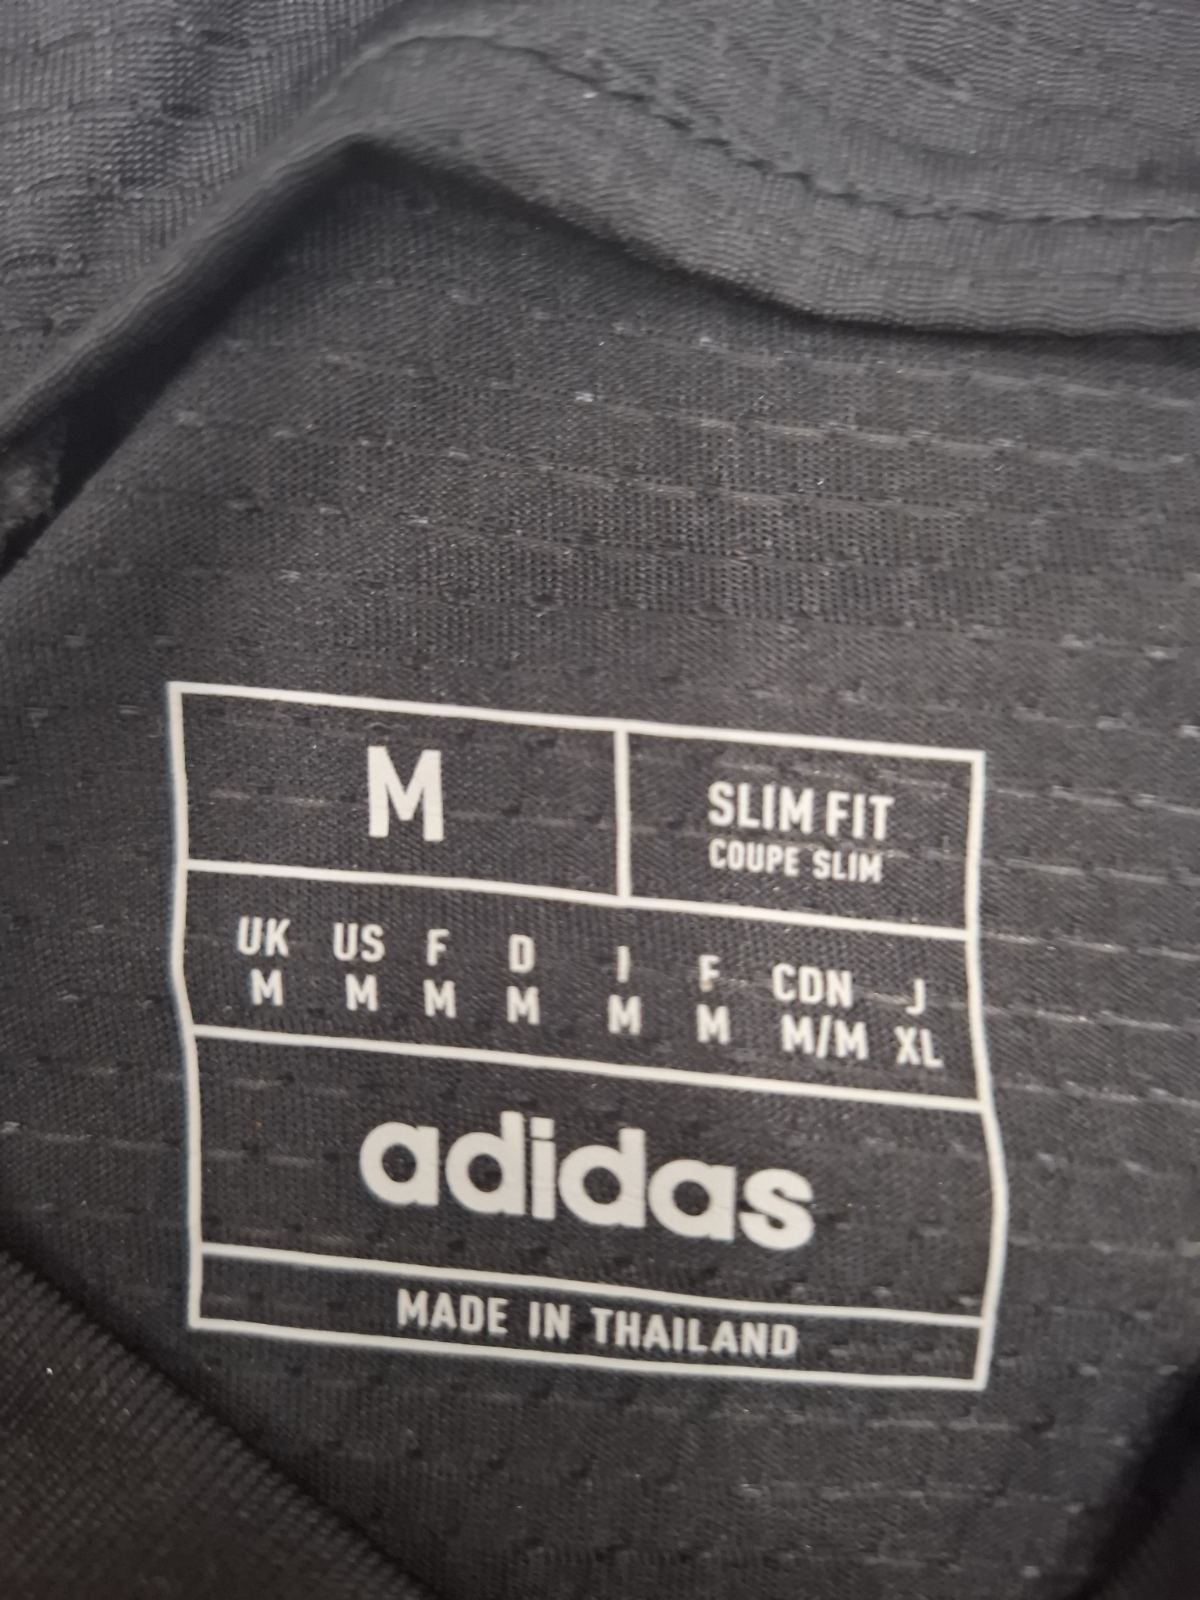 M
SLIM FIT
COUPE SLIM
UK US F D I F CDN J
M M M M M M M/M XL
adidas
MADE IN THAILAND